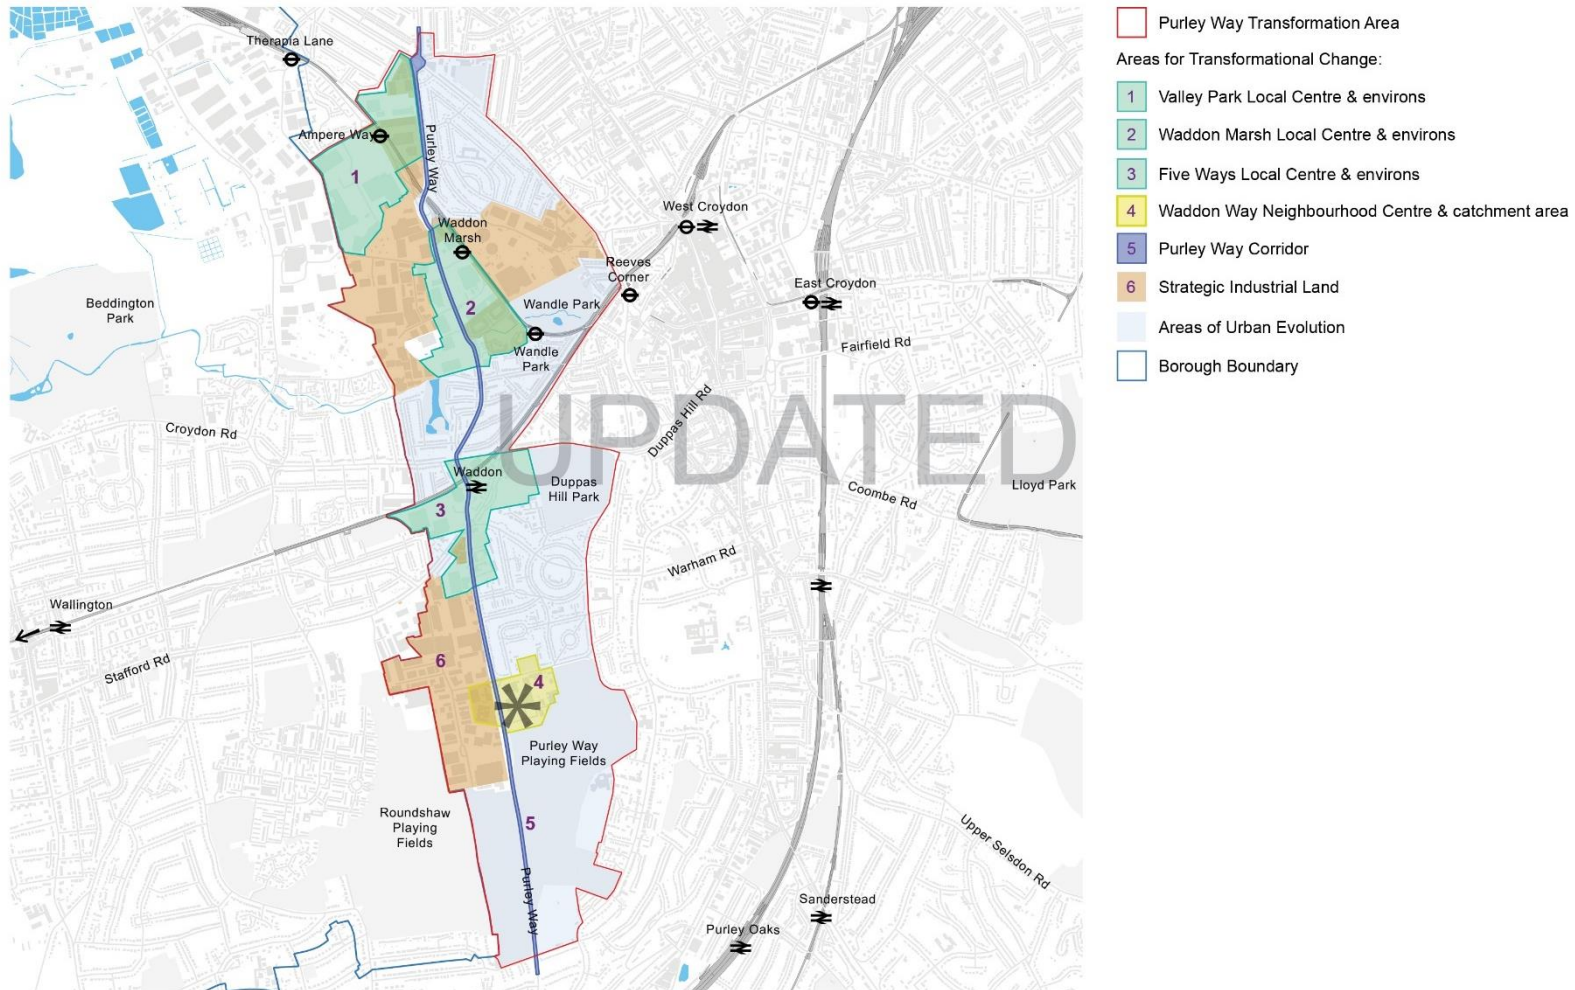 Therapia Lane
Ampere Way
Purley Way
1
Waddon
Marsh
West Croydon
Reeves
Corner
East Croydon
Beddington
Park
2
Wandle Park
Wandle
Park
Fairfield Rd
Croydon Rd
Duppas Hill Rd
UPDATED
Waddon
Duppas
Hill Park
Coombe Rd
Lloyd Park
3
Warham Rd
Wallington
Stafford Rd
6
4
Purley Way
Playing Fields
Roundshaw
Playing
Fields
5
Purley Way
Upper Selsdon Rd
Sanderstead
Purley Oaks
Purley Way Transformation Area
Areas for Transformational Change:
1 Valley Park Local Centre & environs
2 Waddon Marsh Local Centre & environs
3 Five Ways Local Centre & environs
4 Waddon Way Neighbourhood Centre & catchment area
5 Purley Way Corridor
6 Strategic Industrial Land
Areas of Urban Evolution
Borough Boundary